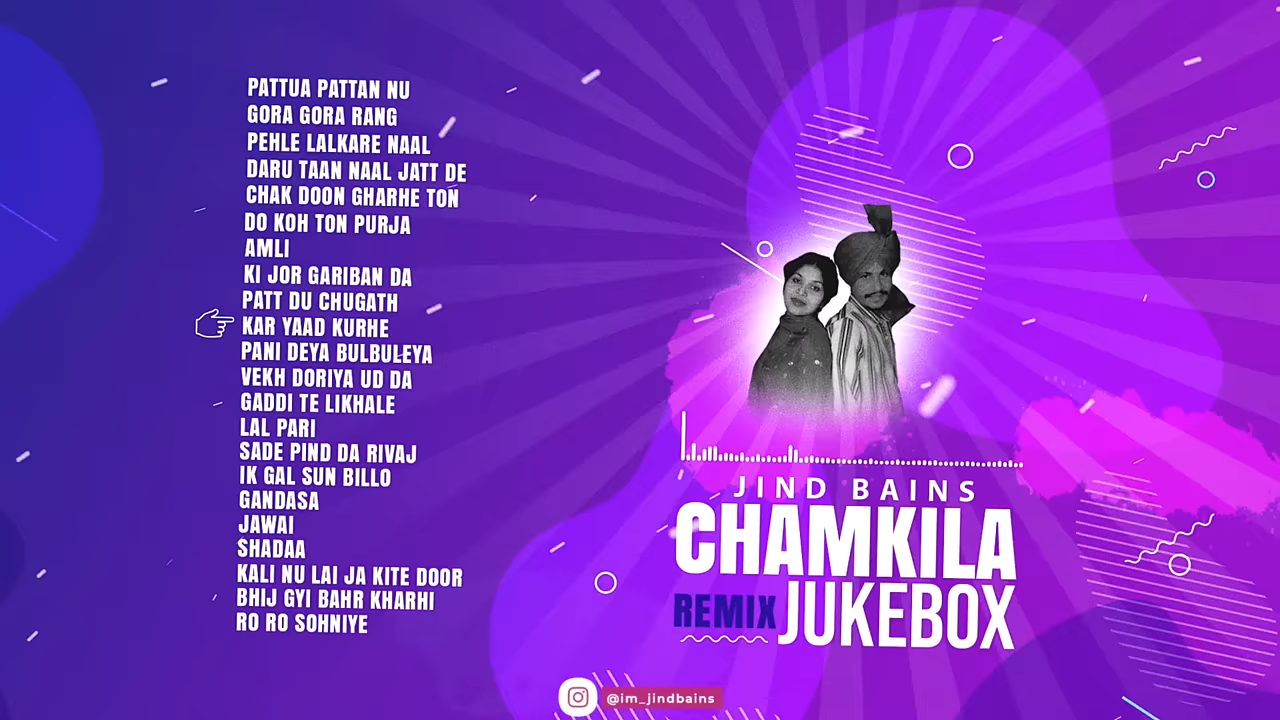 PATTUA PATTAN NU
GORA GORA RANG
PEHLE LALKARE NAAL
DARU TAAN NAAL JATT DE
CHAK DOON GHARHE TON
DO KOH TON PURJA
AMLI
KI JOR GARIBAN DA
PATT DU CHUGATH
KAR YAAD KURHE
PANI DEYA BULBULEYA
VEKH DORIYA UD DA
GADDI TE LIKHALE
LAL PARI
SADE PIND DA RIVAJ
IK GAL SUN BILLO
GANDASA
JAWAI
SHADAA
KALI NU LAI JA KITE DOOR
BHIJ GYI BAHR KHARHI
RO RO SOHNIYE
JIND BAINS
CHAMKILA
REMIX JUKEBOX
@im_jindbains